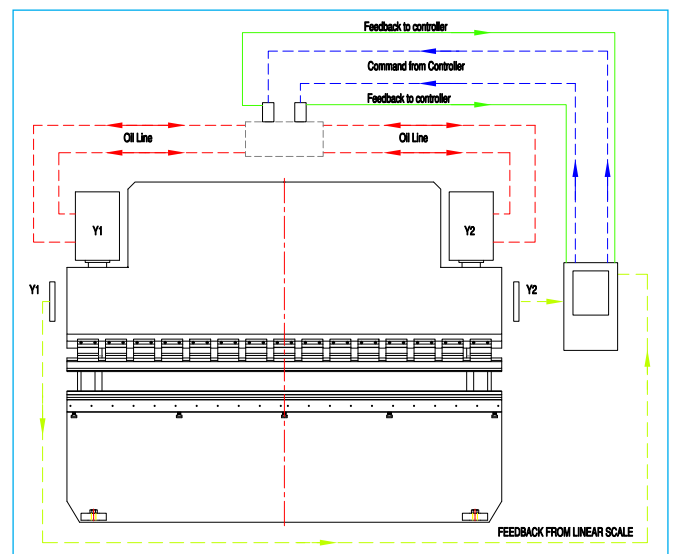 Feedback to controller
Command from Controller
Feedback to controller
Oil Line
Oil Line
Y1
Y2
Y1
Y2
FEEDBACK FROM LINEAR SCALE